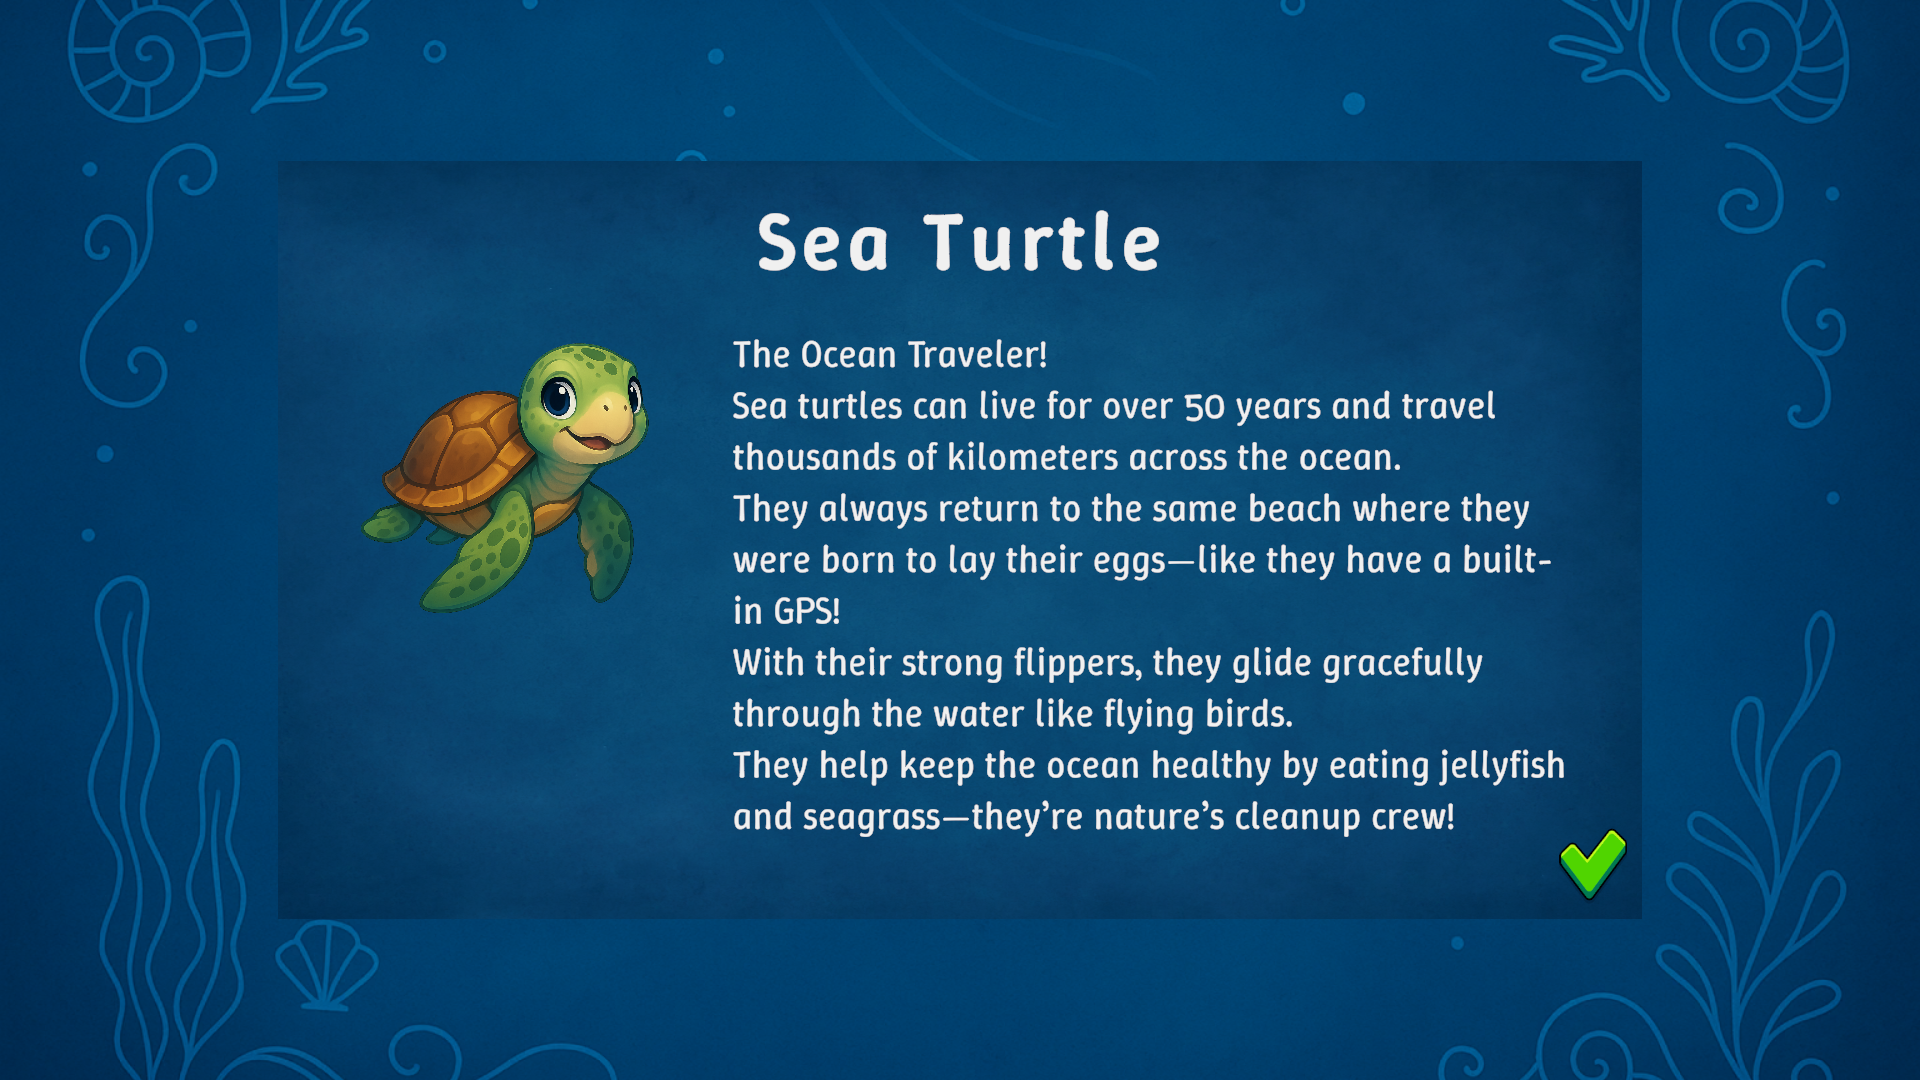 Sea Turtle
The Ocean Traveler!
Sea turtles can live for over 50 years and travel
thousands of kilometers across the ocean.
They always return to the same beach where they
were born to lay their eggs—like they have a built-
in GPS!
With their strong flippers, they glide gracefully
through the water like flying birds.
They help keep the ocean healthy by eating jellyfish
and seagrass—they’re nature’s cleanup crew!